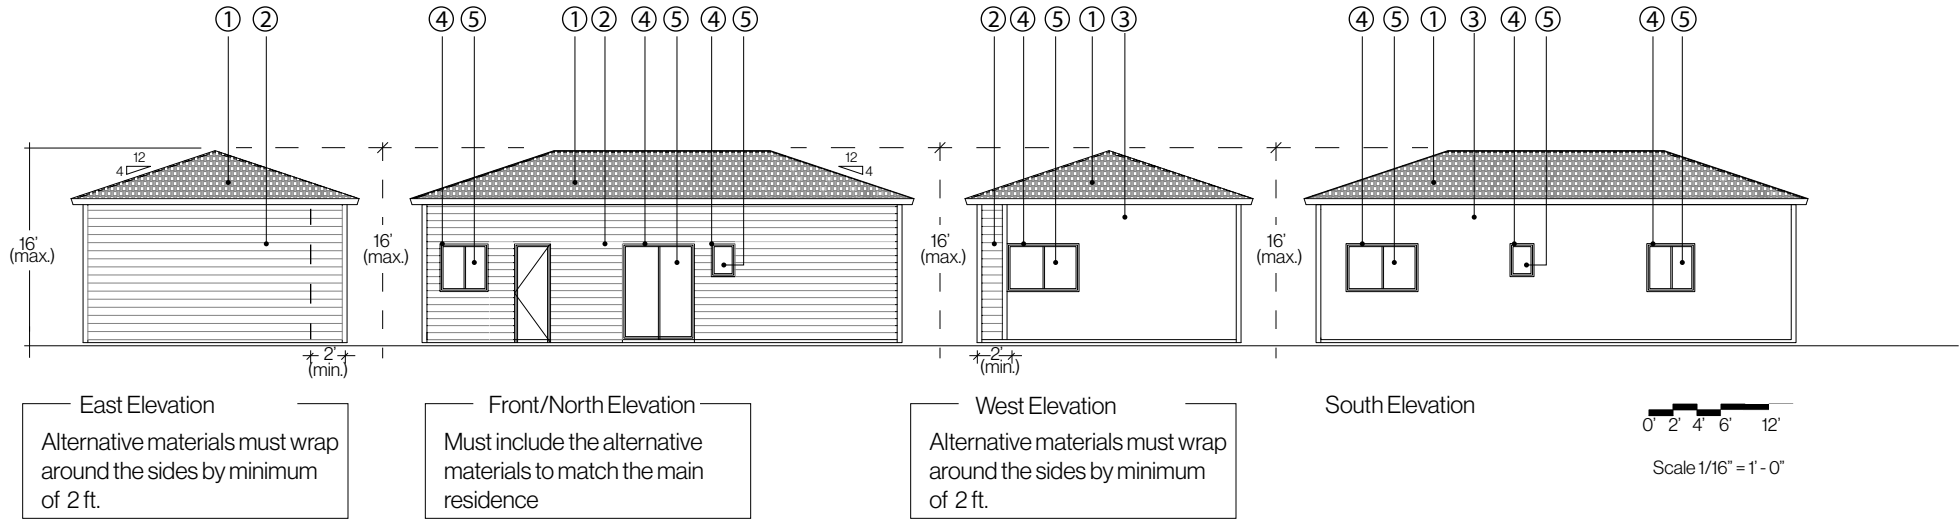 ① ② ④ ⑤ ① ② ④ ⑤ ④ ⑤ ② ④ ⑤ ① ③ ④ ⑤ ① ③ ④ ⑤ ④ ⑤
12
4
12
4
16'
(max.)
16'
(max.)
16'
(max.)
16'
(max.)
2'
(min.)
2'
(min.)
East Elevation
Alternative materials must wrap
around the sides by minimum
of 2 ft.
Front/North Elevation
Must include the alternative
materials to match the main
residence
West Elevation
Alternative materials must wrap
around the sides by minimum
of 2 ft.
South Elevation
0' 2' 4' 6' 12'
Scale 1/16" = 1' - 0"